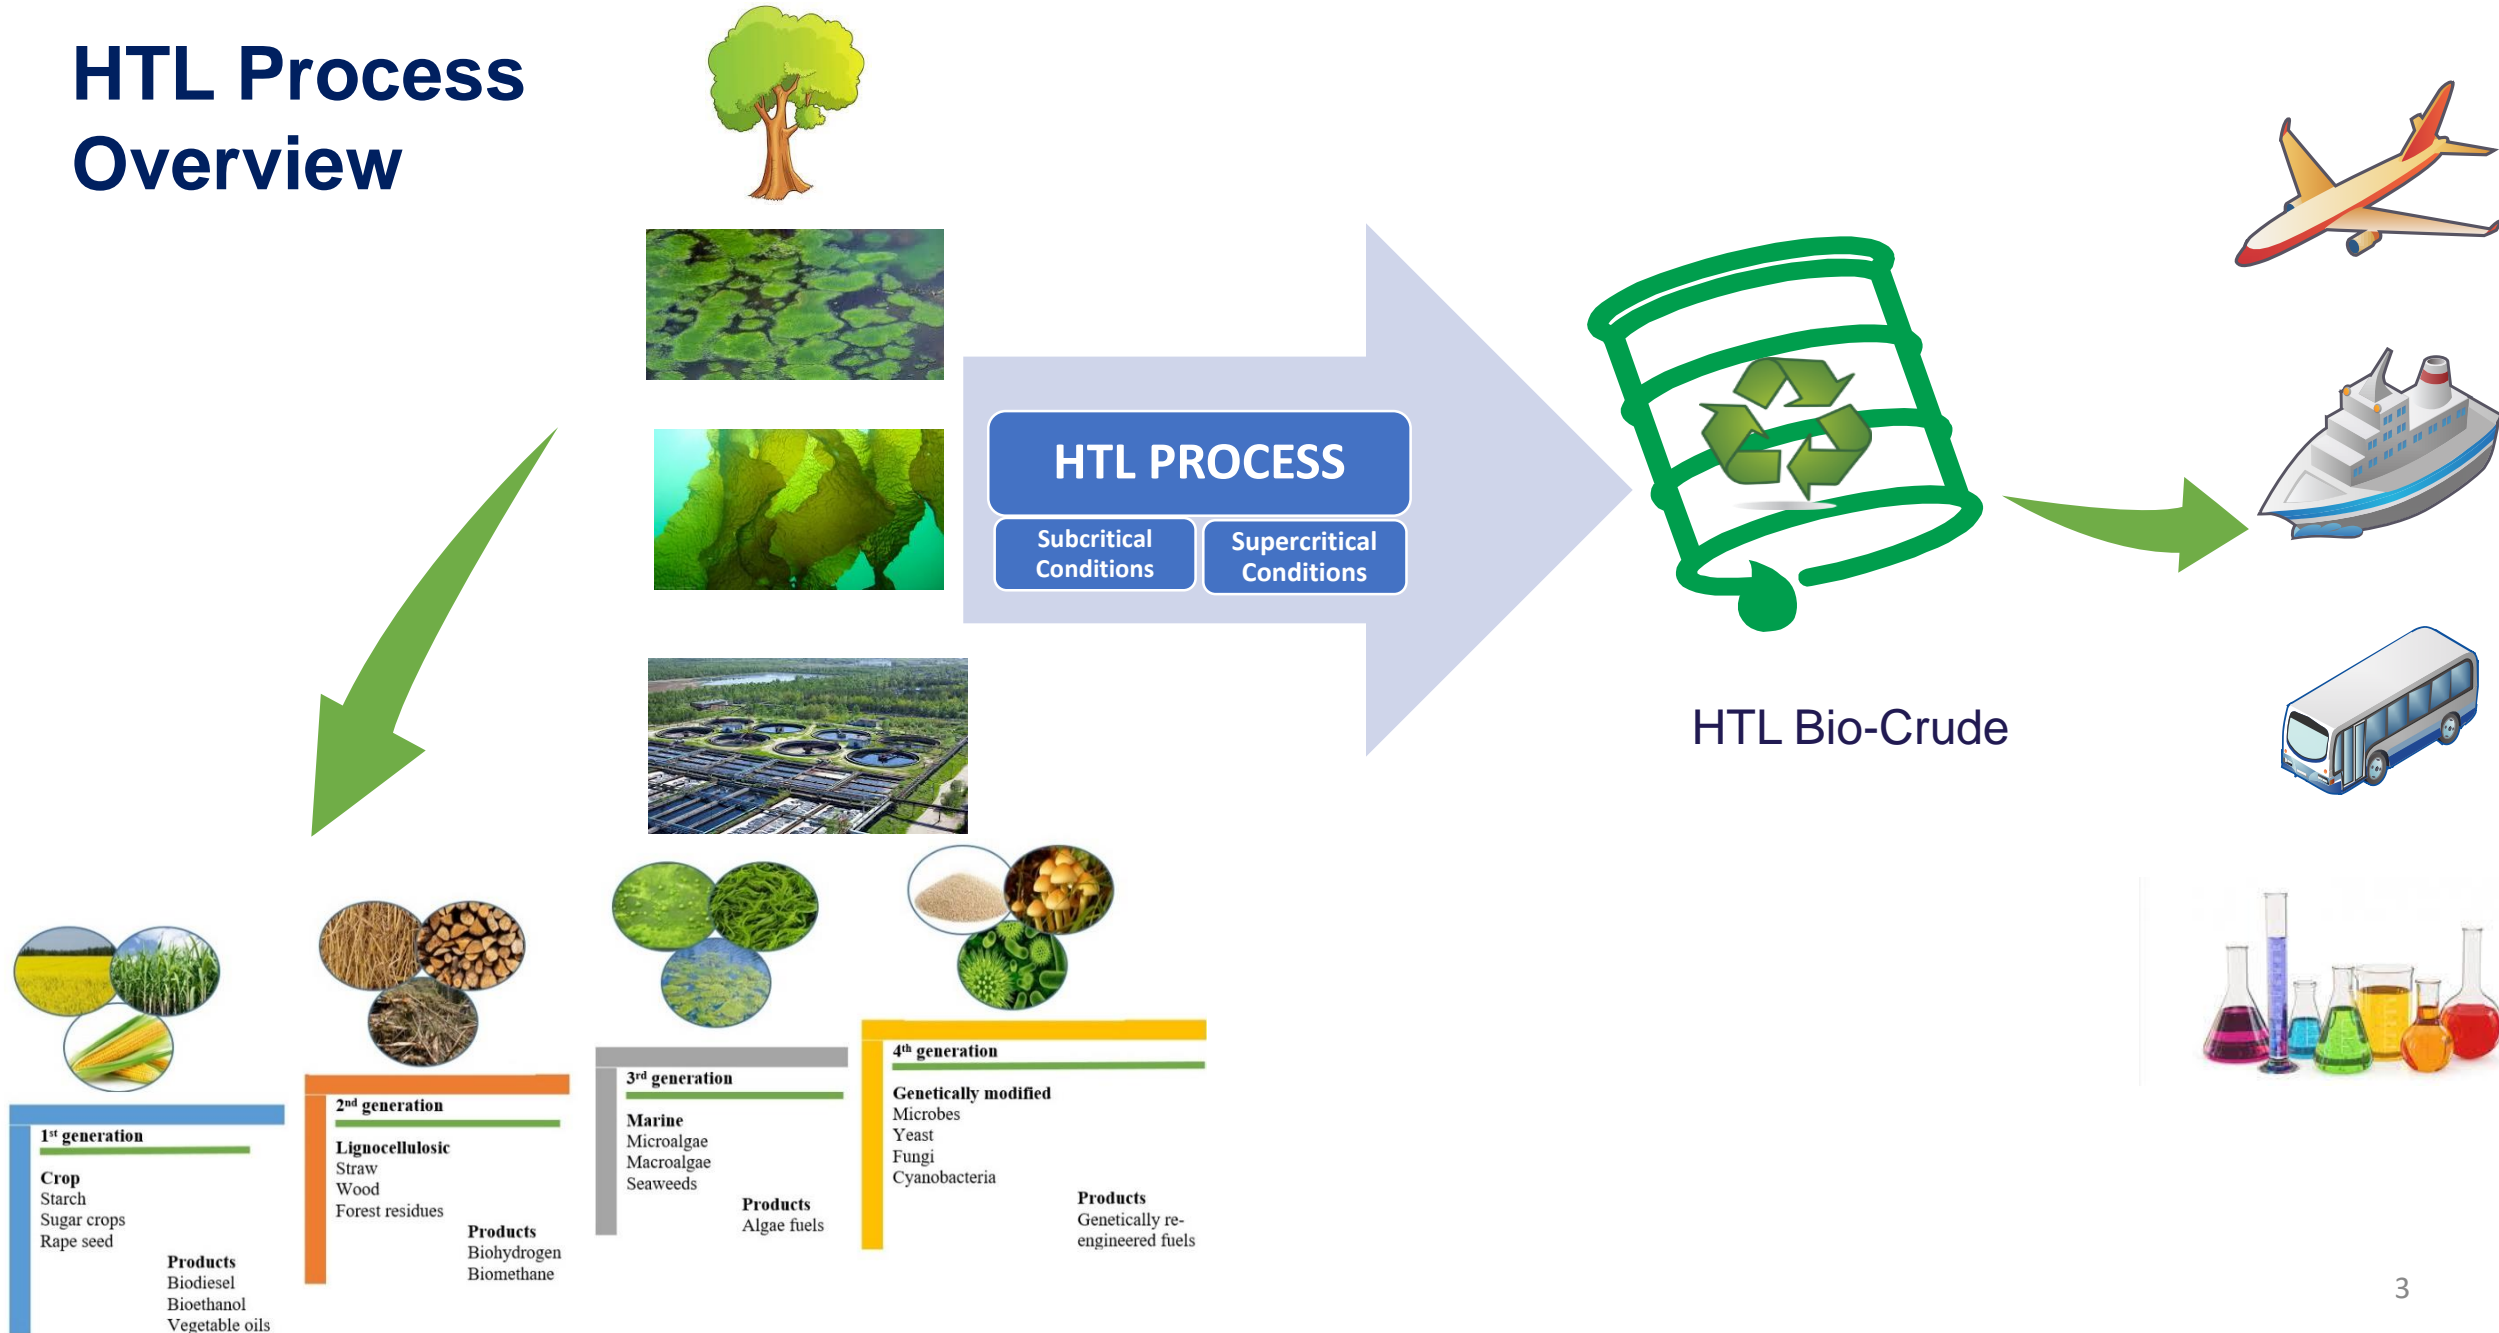 HTL Process
Overview
HTL PROCESS
Subcritical
Conditions
Supercritical
Conditions
HTL Bio-Crude
1st generation
Crop
Starch
Sugar crops
Rape seed
Products
Biodiesel
Bioethanol
Vegetable oils
2nd generation
Lignocellulosic
Straw
Wood
Forest residues
Products
Biohydrogen
Biomethane
3rd generation
Marine
Microalgae
Macroalgae
Seaweeds
Products
Algae fuels
4th generation
Genetically modified
Microbes
Yeast
Fungi
Cyanobacteria
Products
Genetically re-
engineered fuels
3